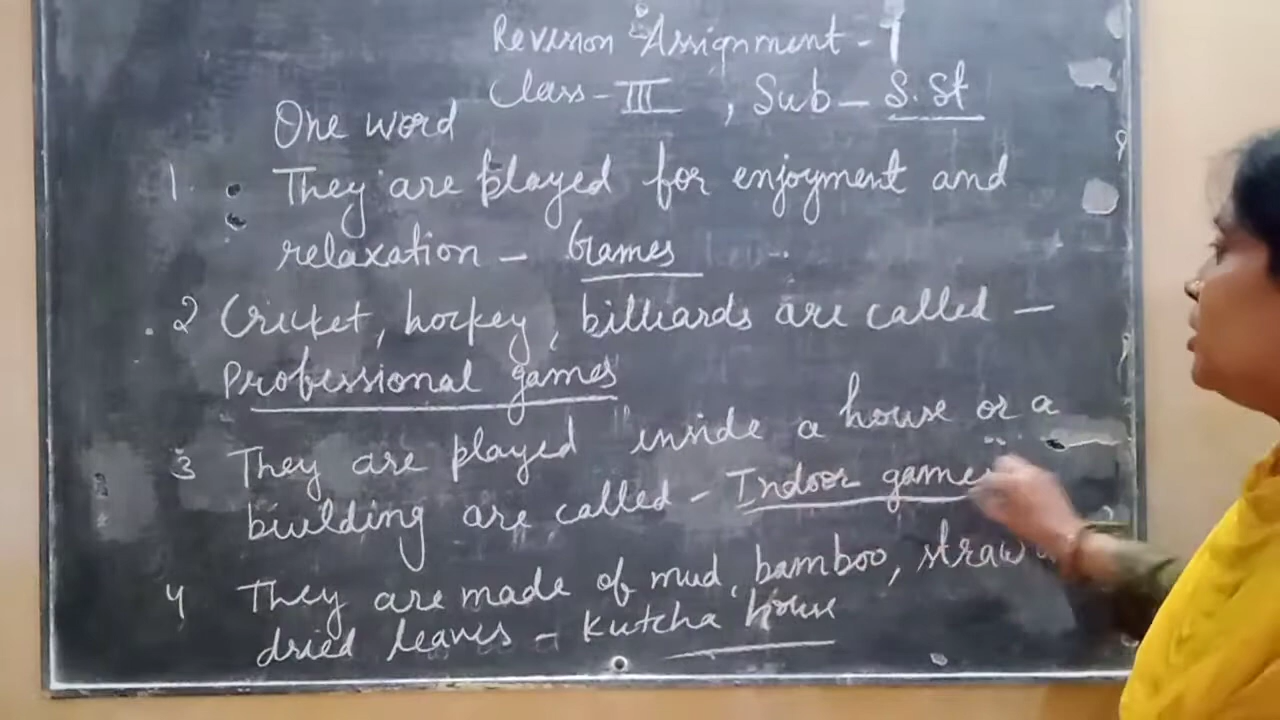 Revision Assignment - 1
Class - III , Sub - S.St
One word
1. They are played for enjoyment and
relaxation - Games
2 Cricket, hockey, billiards are called -
Professional games
3 They are played inside a house or a
building are called - Indoor games
4 They are made of mud, bamboo, straw
dried leaves - Kutcha house